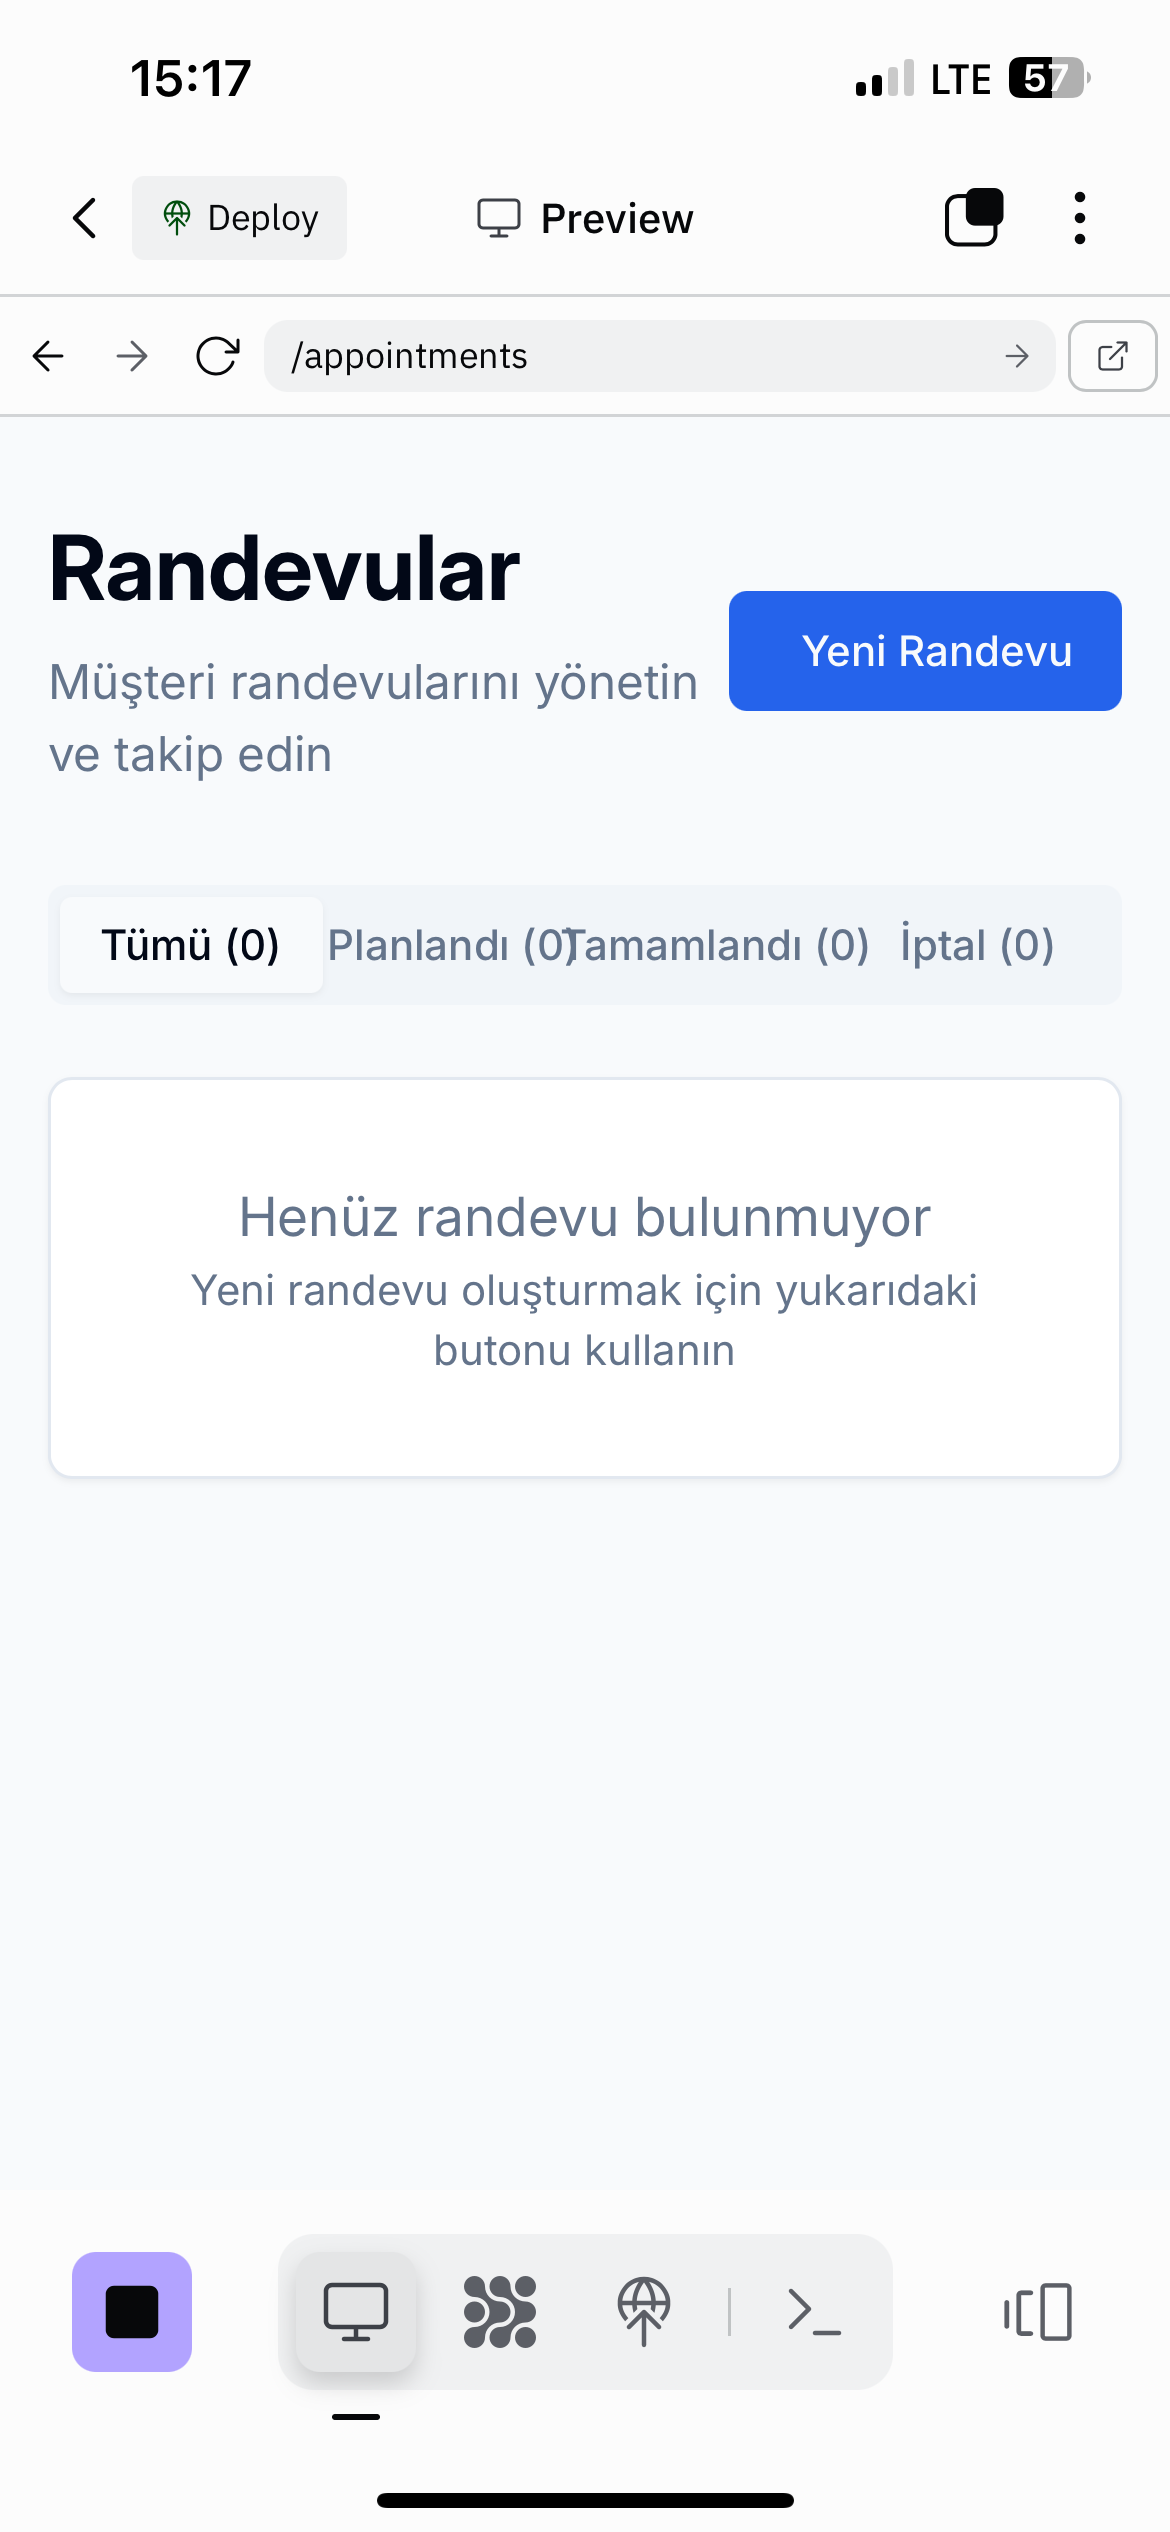 15:17
LTE
57
Deploy
Preview
/appointments
Randevular
Yeni Randevu
Müşteri randevularını yönetin
ve takip edin
Tümü (0)
Planlandı (0)
Tamamlandı (0)
İptal (0)
Henüz randevu bulunmuyor
Yeni randevu oluşturmak için yukarıdaki
butonu kullanın